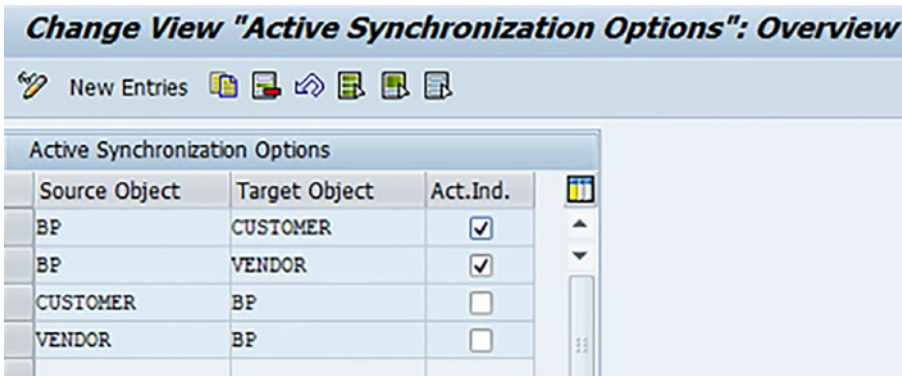 Change View "Active Synchronization Options": Overview
New Entries
Active Synchronization Options
Source Object Target Object Act.Ind.
BP CUSTOMER
BP VENDOR
CUSTOMER BP
VENDOR BP